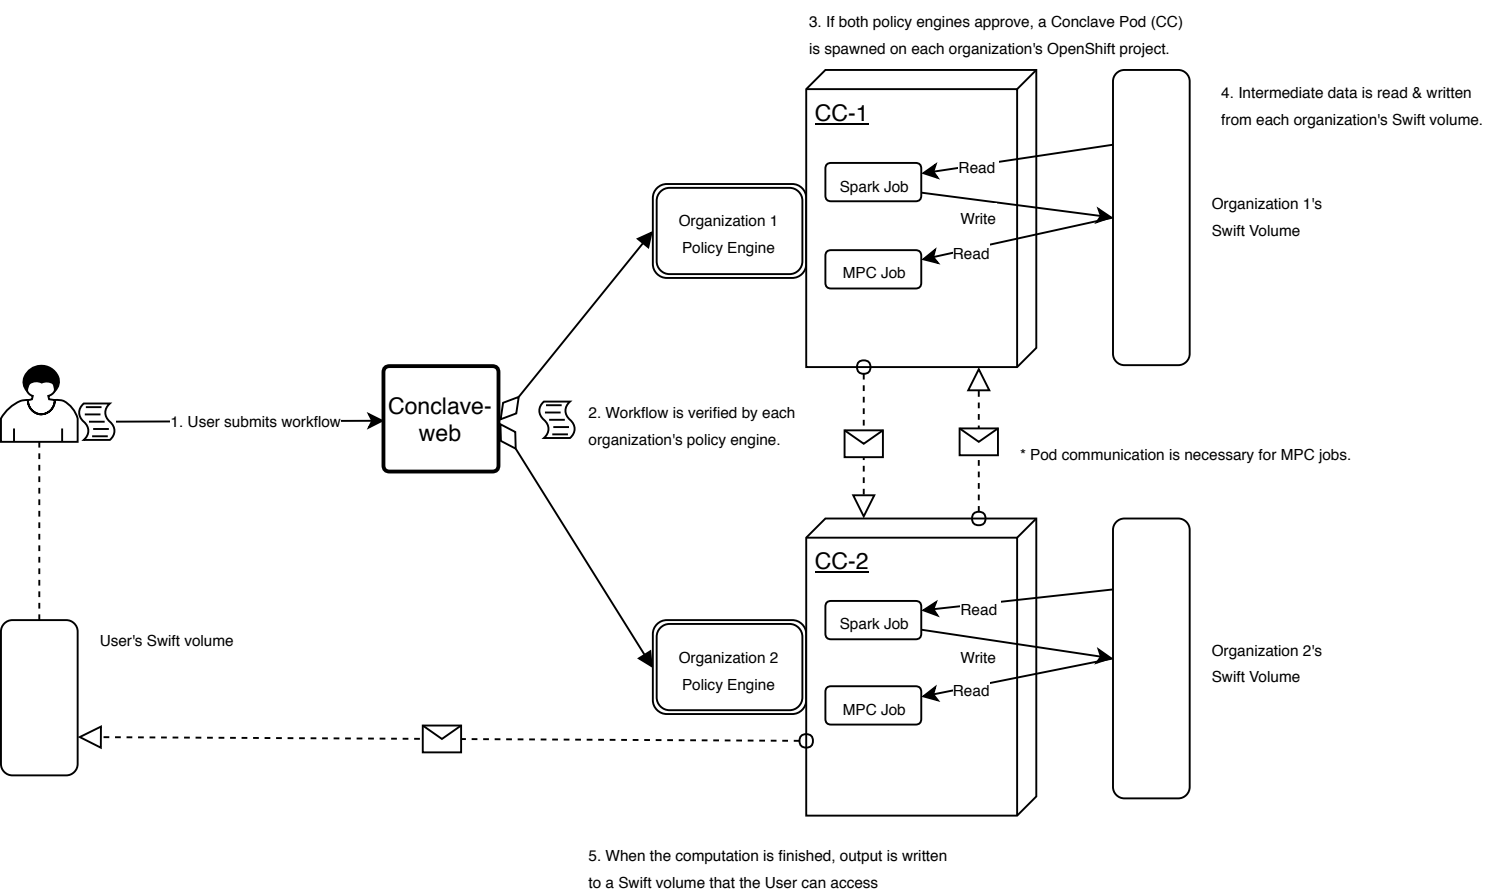 3. If both policy engines approve, a Conclave Pod (CC)
is spawned on each organization's OpenShift project.
4. Intermediate data is read & written
from each organization's Swift volume.
CC-1
Read
Spark Job
Write
Read
MPC Job
Organization 1's
Swift Volume
Organization 1
Policy Engine
1. User submits workflow
Conclave-
web
2. Workflow is verified by each
organization's policy engine.
* Pod communication is necessary for MPC jobs.
CC-2
Read
Spark Job
Write
Read
MPC Job
Organization 2's
Swift Volume
Organization 2
Policy Engine
User's Swift volume
5. When the computation is finished, output is written
to a Swift volume that the User can access